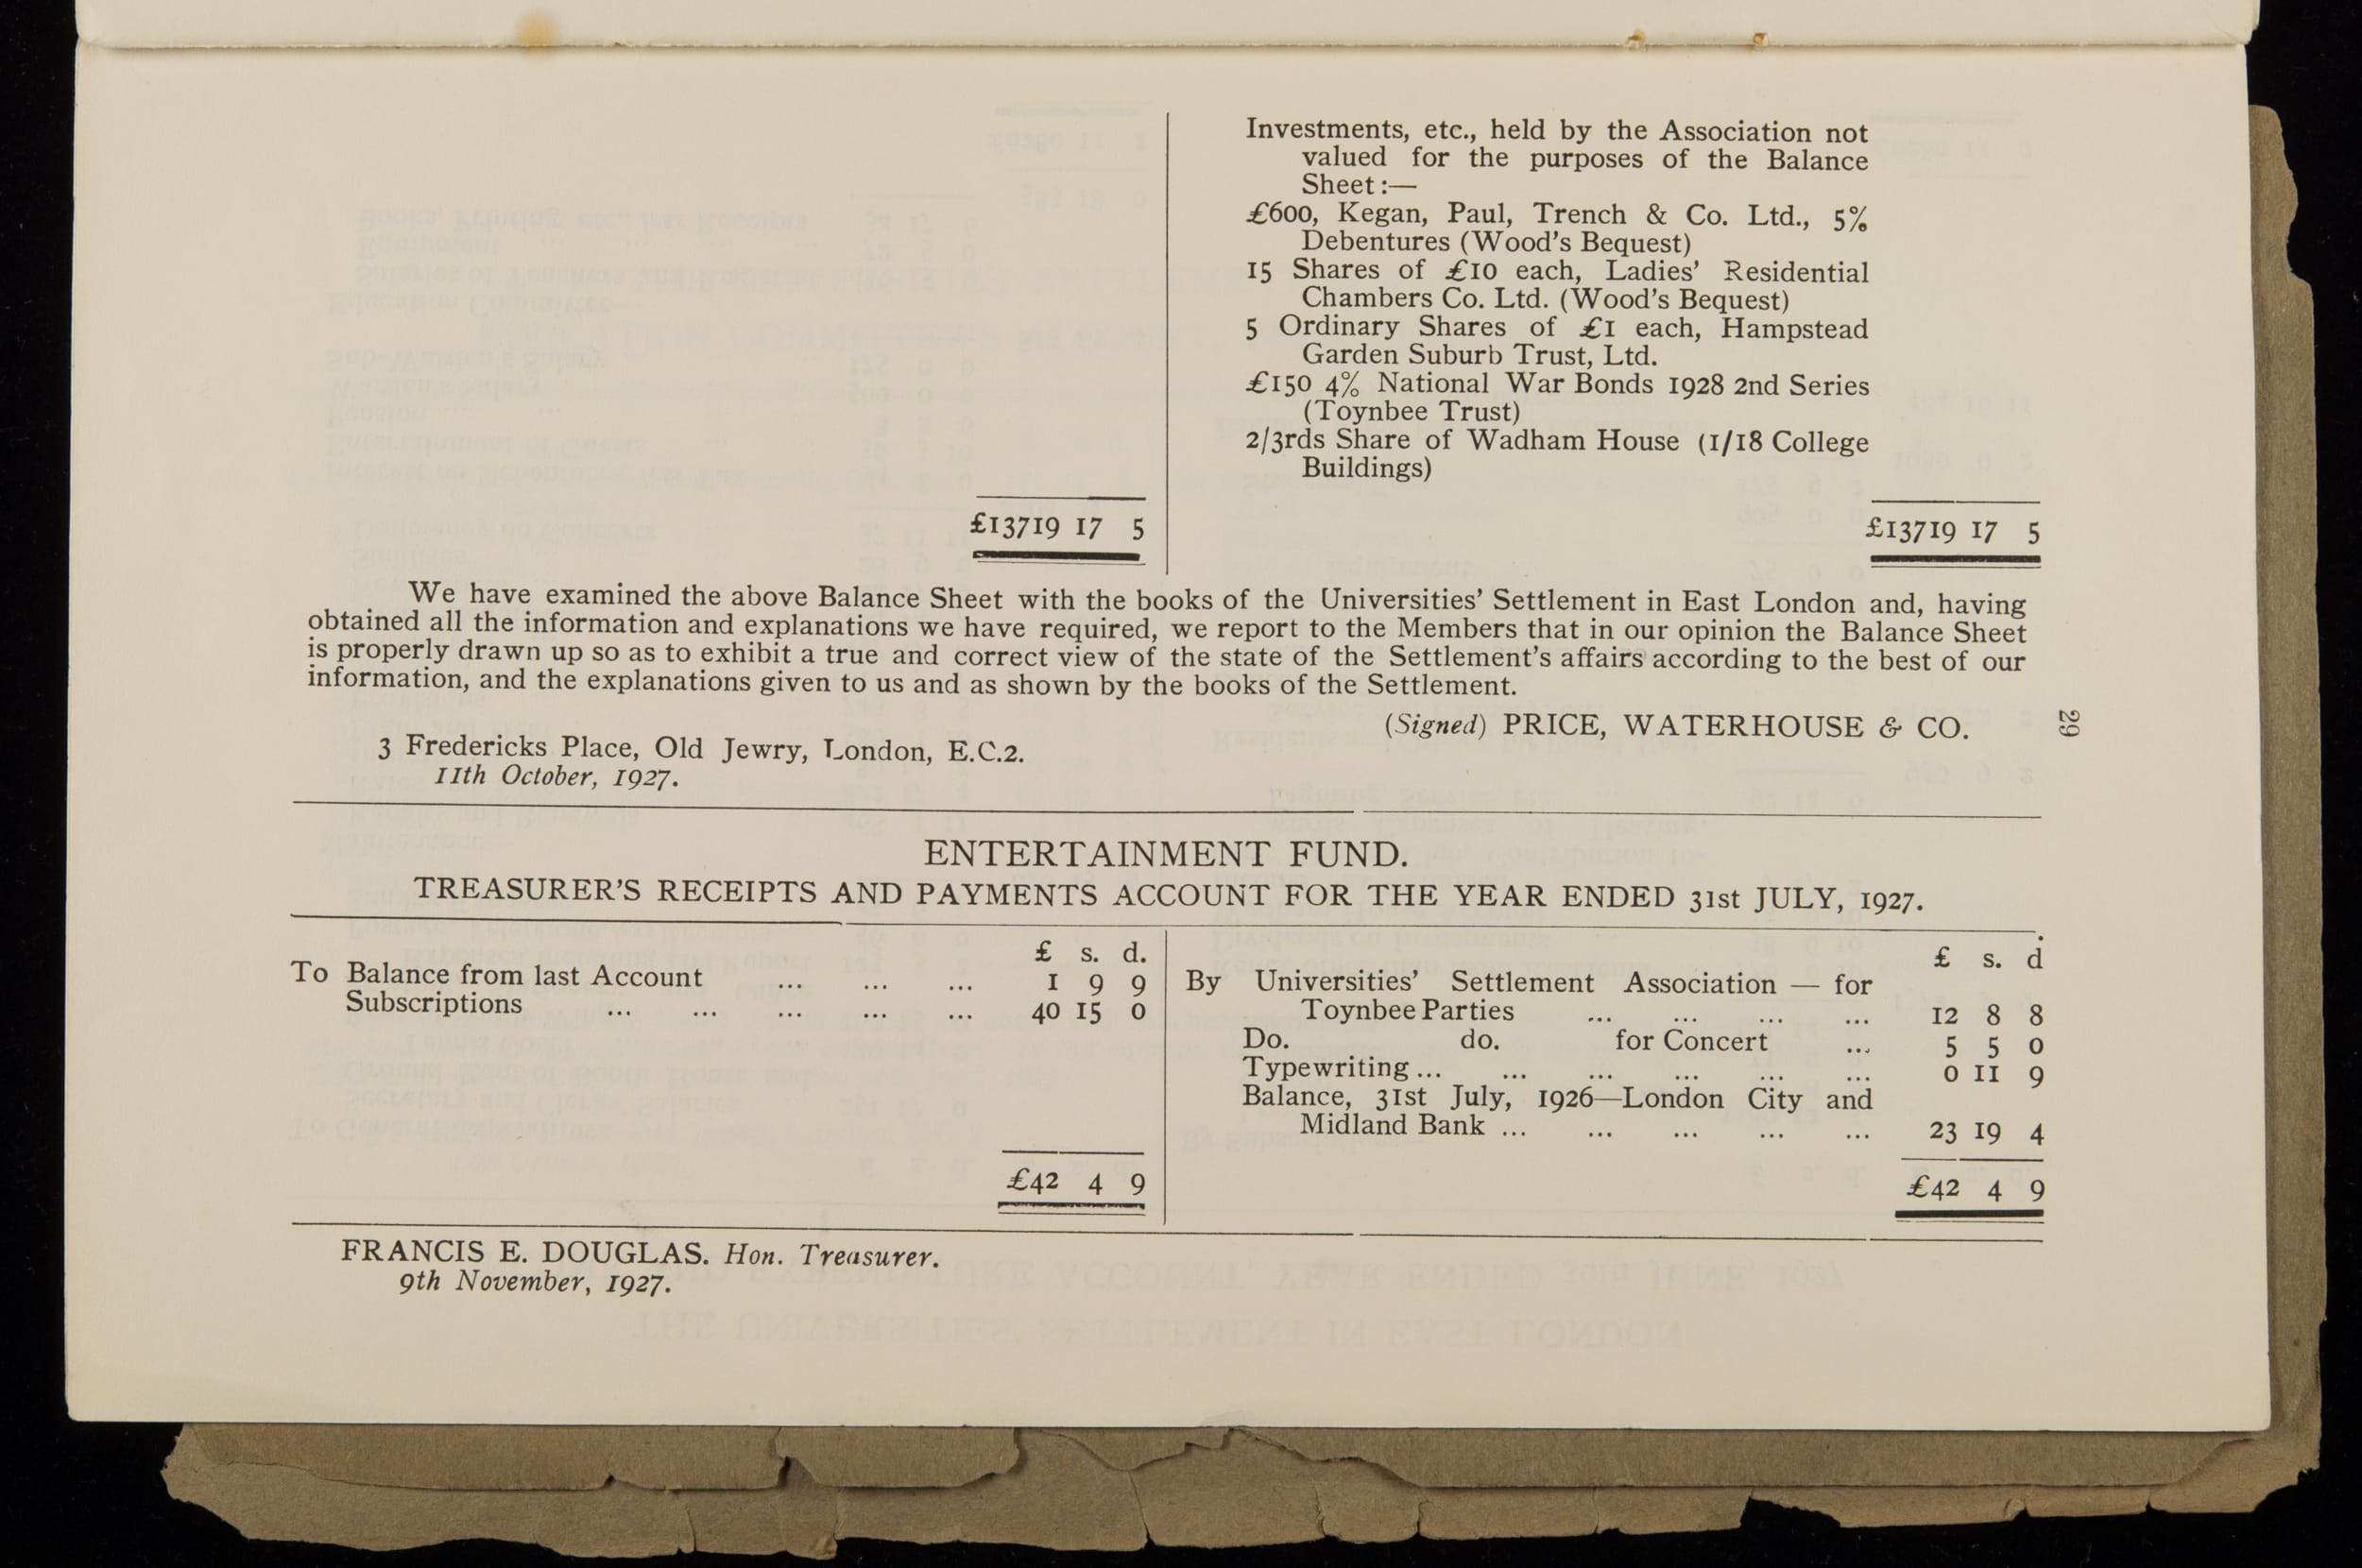 Investments, etc., held by the Association not
valued for the purposes of the Balance
Sheet :—
£600, Kegan, Paul, Trench & Co. Ltd., 5%
Debentures (Wood's Bequest)
15 Shares of £10 each, Ladies' Residential
Chambers Co. Ltd. (Wood's Bequest)
5 Ordinary Shares of £1 each, Hampstead
Garden Suburb Trust, Ltd.
£150 4% National War Bonds 1928 2nd Series
(Toynbee Trust)
2/3rds Share of Wadham House (1/18 College
Buildings)
£13719 17 5 £13719 17 5
We have examined the above Balance Sheet with the books of the Universities' Settlement in East London and, having
obtained all the information and explanations we have required, we report to the Members that in our opinion the Balance Sheet
is properly drawn up so as to exhibit a true and correct view of the state of the Settlement's affairs according to the best of our
information, and the explanations given to us and as shown by the books of the Settlement.
(Signed) PRICE, WATERHOUSE & CO.
29
3 Fredericks Place, Old Jewry, London, E.C.2.
11th October, 1927.
ENTERTAINMENT FUND.
TREASURER'S RECEIPTS AND PAYMENTS ACCOUNT FOR THE YEAR ENDED 31st JULY, 1927.
£ s. d.
To Balance from last Account ... ... ... 1 9 9
Subscriptions ... ... ... ... ... 40 15 0
£42 4 9
£ s. d
By Universities' Settlement Association — for
Toynbee Parties ... ... ... ... 12 8 8
Do. do. for Concert ... 5 5 0
Typewriting ... ... ... ... ... ... 0 11 9
Balance, 31st July, 1926—London City and
Midland Bank ... ... ... ... ... 23 19 4
£42 4 9
FRANCIS E. DOUGLAS. Hon. Treasurer.
9th November, 1927.